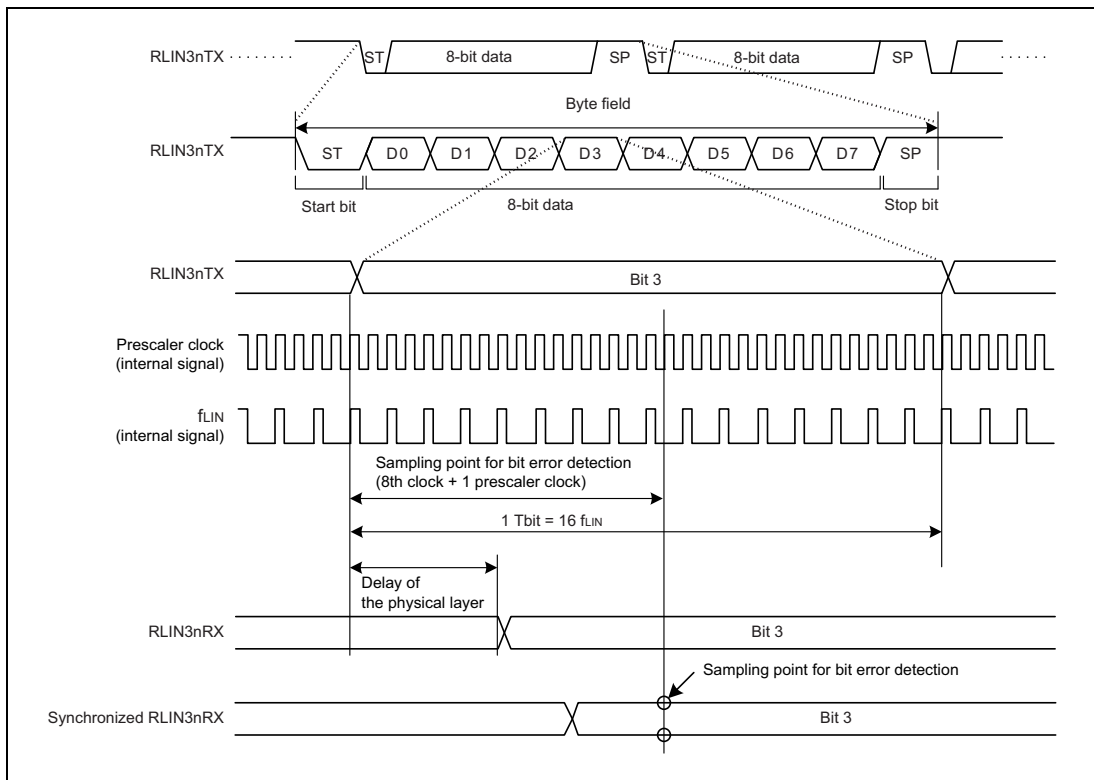 RLIN3nTX
ST
8-bit data
SP
ST
8-bit data
SP
Byte field
RLIN3nTX
ST
D0
D1
D2
D3
D4
D5
D6
D7
SP
Start bit
8-bit data
Stop bit
RLIN3nTX
Bit 3
Prescaler clock
(internal signal)
fLIN
(internal signal)
Sampling point for bit error detection
(8th clock + 1 prescaler clock)
1 Tbit = 16 fLIN
Delay of
the physical layer
RLIN3nRX
Bit 3
Sampling point for bit error detection
Synchronized RLIN3nRX
Bit 3